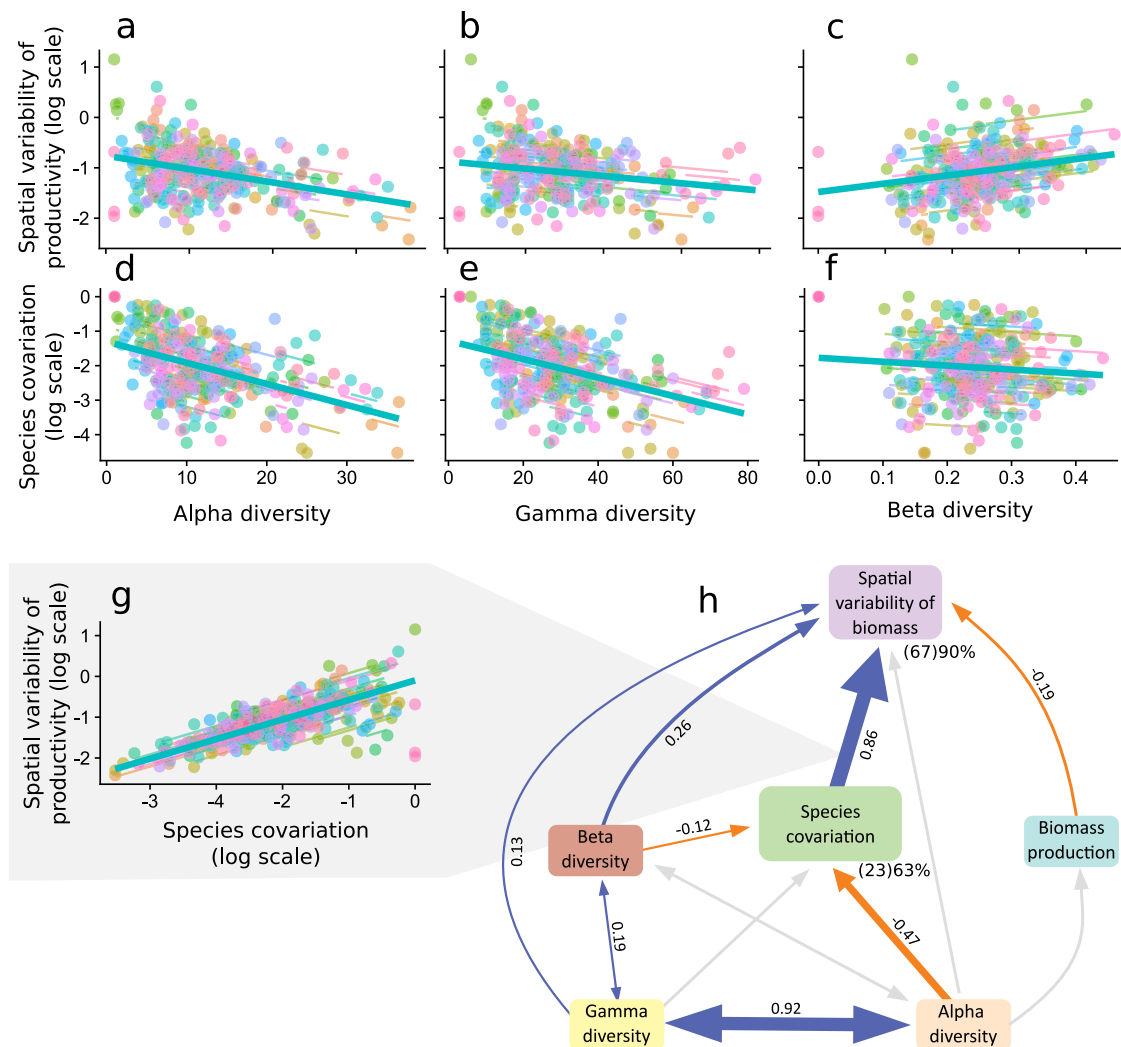 a
b
c
Spatial variability of
productivity (log scale)
1
0
-1
-2
d
e
f
Species covariation
(log scale)
0
-1
-2
-3
-4
0
10
20
30
0
20
40
60
80
0.0
0.1
0.2
0.3
0.4
Alpha diversity
Gamma diversity
Beta diversity
g
Spatial variability of
productivity (log scale)
1
0
-1
-2
-3
-4
-2
-1
0
Species covariation
(log scale)
h
Spatial
variability of
biomass
(67)90%
-0.19
0.26
0.86
Species
covariation
(23)63%
Beta
diversity
-0.12
Biomass
production
0.13
0.19
-0.47
Gamma
diversity
0.92
Alpha
diversity